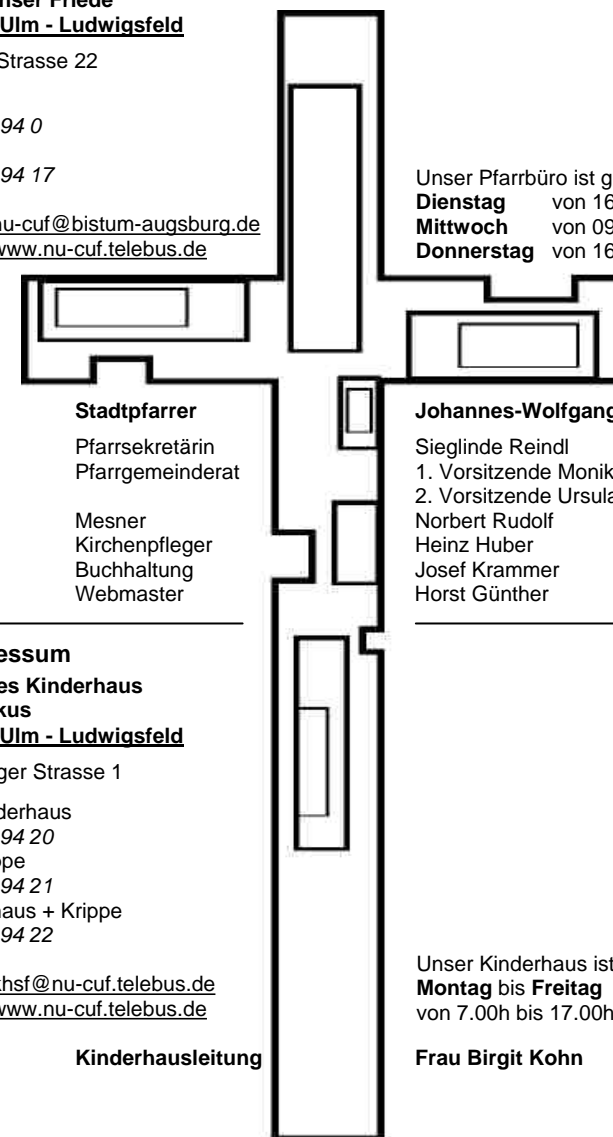 nser Friede
Ulm - Ludwigsfeld
Strasse 22
94 0
94 17
nu-cuf@bistum-augsburg.de
www.nu-cuf.telebus.de
Unser Pfarrbüro ist g
Dienstag von 16
Mittwoch von 09
Donnerstag von 16
Stadtpfarrer Johannes-Wolfgang
Pfarrsekretärin Sieglinde Reindl
Pfarrgemeinderat 1. Vorsitzende Monik
2. Vorsitzende Ursula
Mesner Norbert Rudolf
Kirchenpfleger Heinz Huber
Buchhaltung Josef Krammer
Webmaster Horst Günther
essum
es Kinderhaus
kus
Ulm - Ludwigsfeld
ger Strasse 1
derhaus
94 20
ppe
94 21
haus + Krippe
94 22
khsf@nu-cuf.telebus.de
www.nu-cuf.telebus.de
Unser Kinderhaus ist
Montag bis Freitag
von 7.00h bis 17.00h
Kinderhausleitung Frau Birgit Kohn